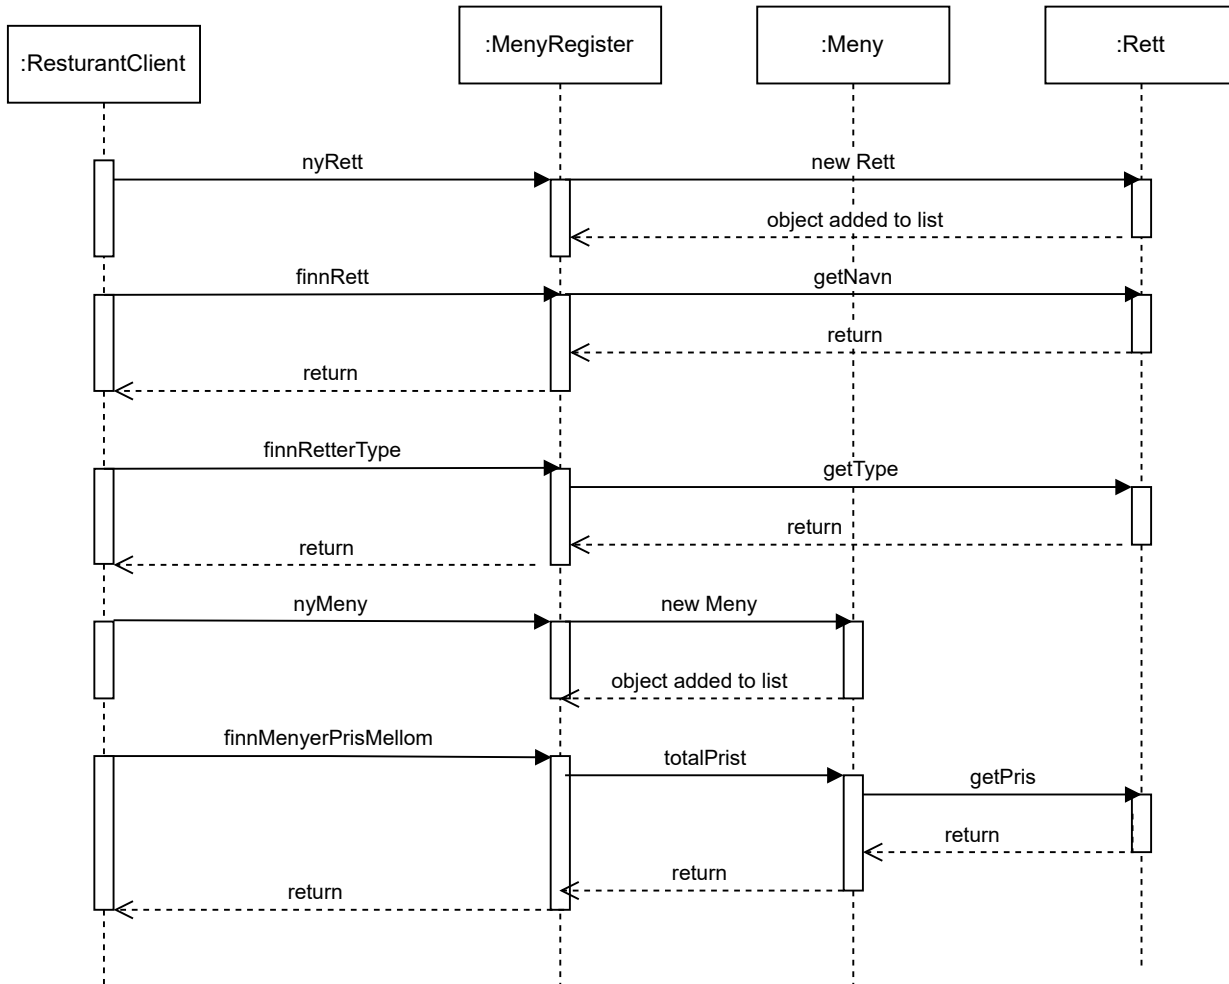 :ResturantClient
:MenyRegister
:Meny
:Rett
nyRett
new Rett
object added to list
finnRett
getNavn
return
return
finnRetterType
getType
return
return
nyMeny
new Meny
object added to list
finnMenyerPrisMellom
totalPrist
getPris
return
return
return